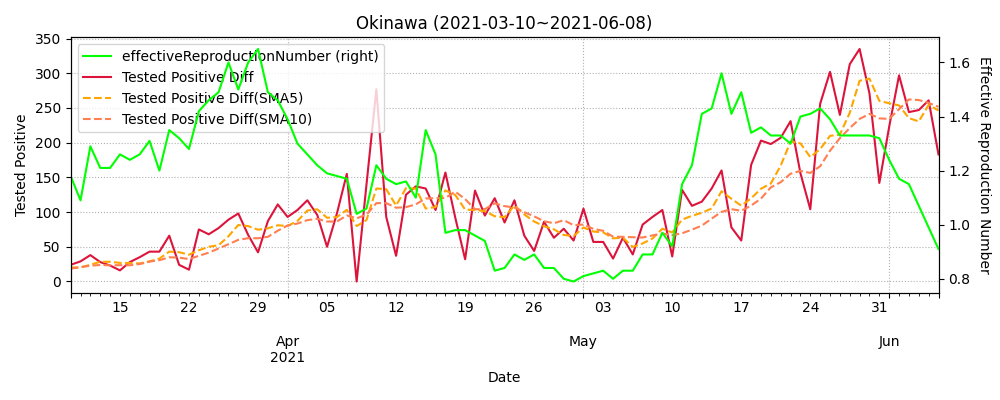 Okinawa (2021-03-10~2021-06-08)
effectiveReproductionNumber (right)
Tested Positive Diff
Tested Positive Diff(SMA5)
Tested Positive Diff(SMA10)
Tested Positive
350
300
250
200
150
100
50
0
1.6
1.4
1.2
1.0
0.8
Effective Reproduction Number
15 22 29 05 12 19 26 03 10 17 24 31
Apr May Jun
2021
Date